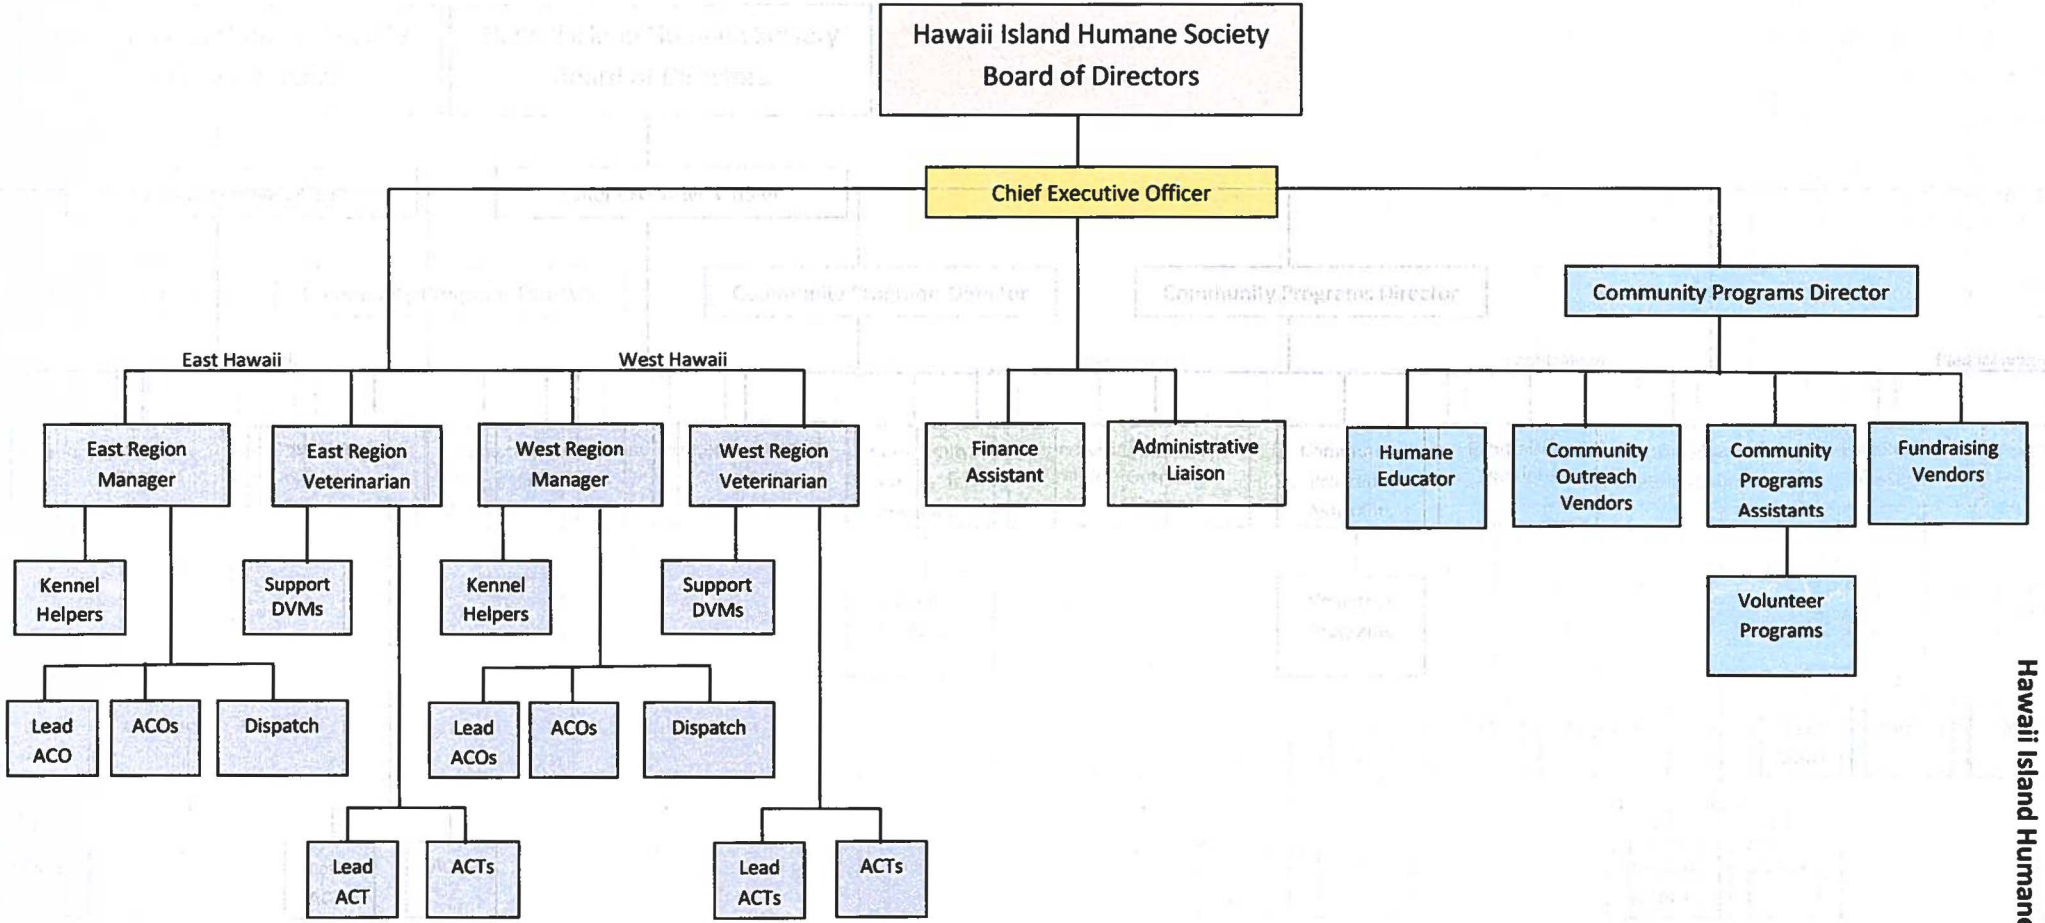 Hawaii Island Humane Society
Board of Directors
Chief Executive Officer
Community Programs Director
East Hawaii
West Hawaii
East Region
Manager
East Region
Veterinarian
West Region
Manager
West Region
Veterinarian
Finance
Assistant
Administrative
Liaison
Humane
Educator
Community
Outreach
Vendors
Community
Programs
Assistants
Fundraising
Vendors
Kennel
Helpers
Support
DVMs
Kennel
Helpers
Support
DVMs
Volunteer
Programs
Lead
ACO
ACOs
Dispatch
Lead
ACOs
ACOs
Dispatch
Lead
ACT
ACTs
Lead
ACTs
ACTs
Hawaii Island Humane